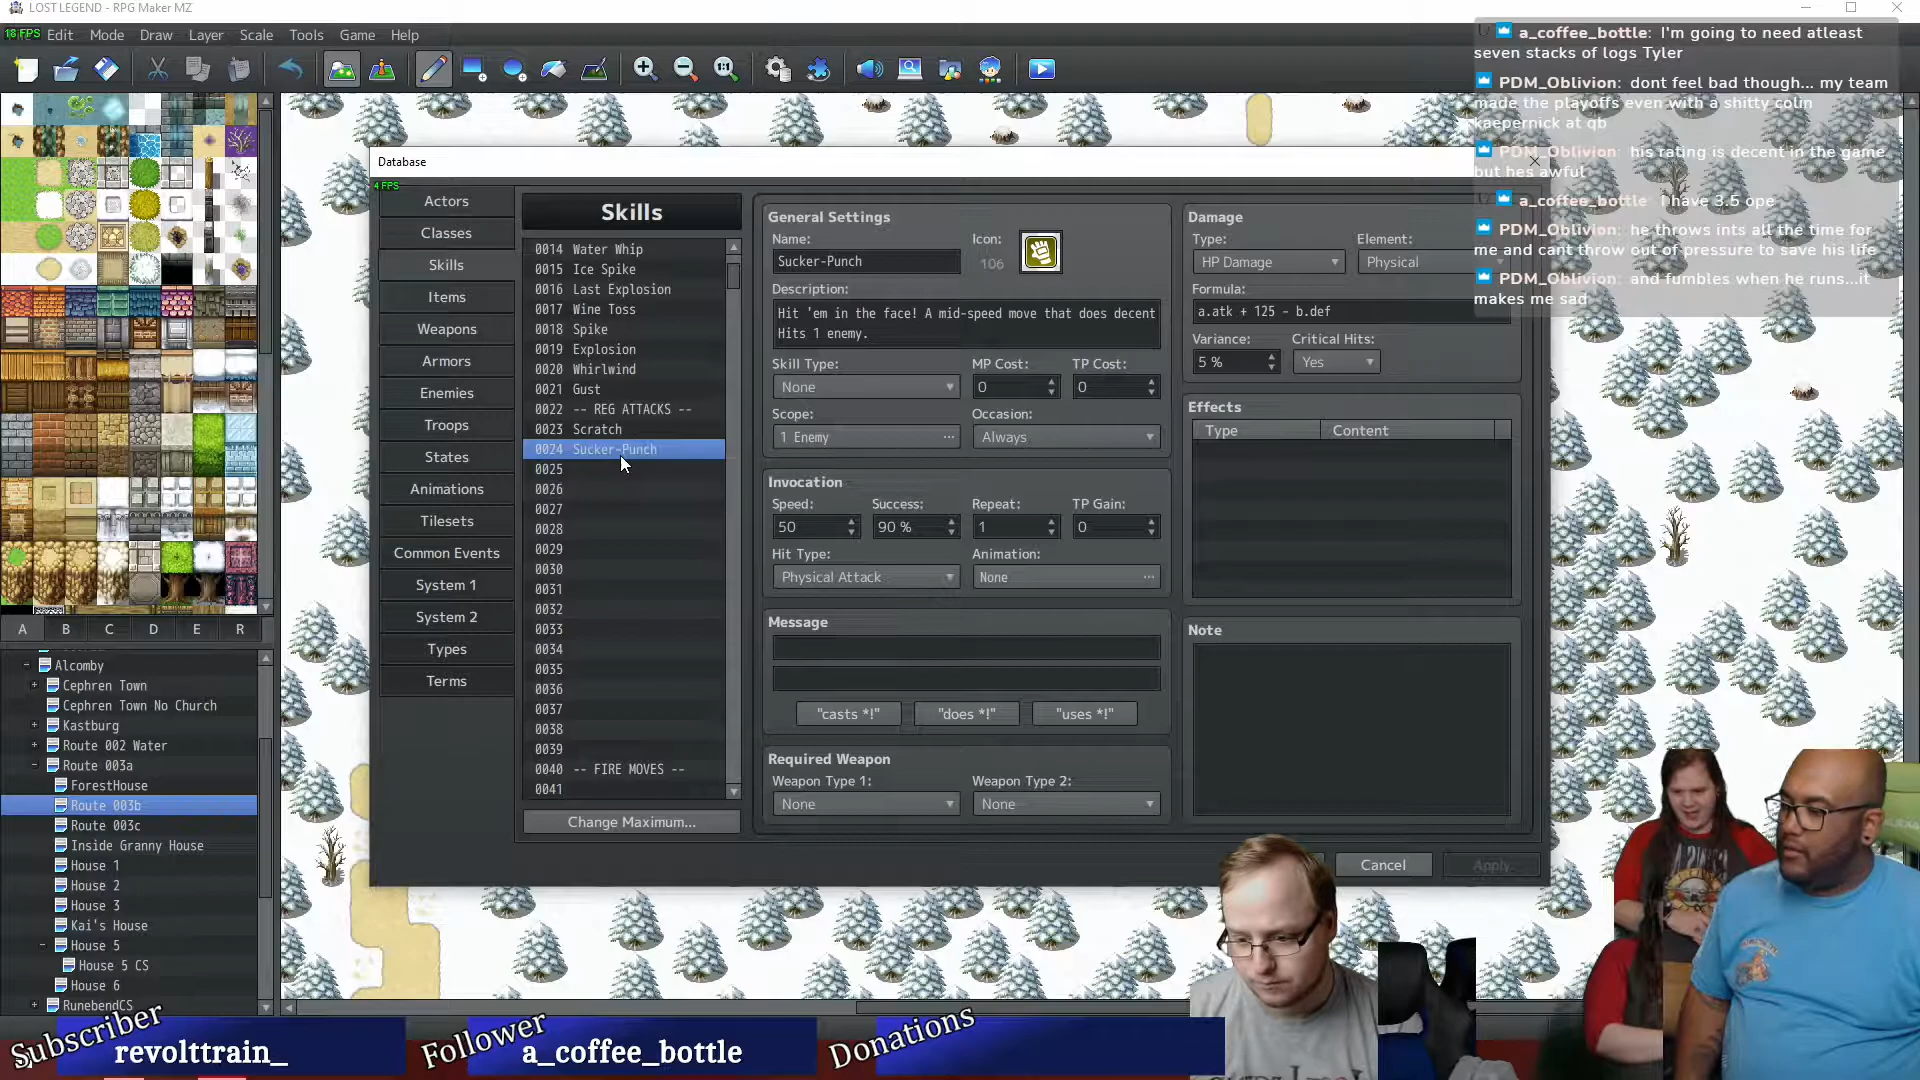 LOST LEGEND - RPG Maker MZ
18 FPS
Edit Mode Draw Layer Scale Tools Game Help
a_coffee_bottle: I'm going to need atleast
seven stacks of logs Tyler
PDM_Oblivion: dont feel bad though... my team
made the playoffs even with a shitty colin
kaepernick at qb
PDM_Oblivion: his rating is decent in the game
but hes awful
a_coffee_bottle I have 3.5 ope
PDM_Oblivion: he throws ints all the time for
me and cant throw out of pressure to save his life
PDM_Oblivion: and fumbles when he runs...it
makes me sad
Database
4 FPS
Actors
Classes
Skills
Items
Weapons
Armors
Enemies
Troops
States
Animations
Tilesets
Common Events
System 1
System 2
Types
Terms
Skills
0014 Water Whip
0015 Ice Spike
0016 Last Explosion
0017 Wine Toss
0018 Spike
0019 Explosion
0020 Whirlwind
0021 Gust
0022 -- REG ATTACKS --
0023 Scratch
0024 Sucker-Punch
0025
0026
0027
0028
0029
0030
0031
0032
0033
0034
0035
0036
0037
0038
0039
0040 -- FIRE MOVES --
0041
Change Maximum...
General Settings
Name: Icon:
Sucker-Punch 106
Description:
Hit 'em in the face! A mid-speed move that does decent
Hits 1 enemy.
Skill Type: MP Cost: TP Cost:
None 0 0
Scope: Occasion:
1 Enemy ... Always
Invocation
Speed: Success: Repeat: TP Gain:
50 90 % 1 0
Hit Type: Animation:
Physical Attack None ...
Message
"casts *!" "does *!" "uses *!"
Required Weapon
Weapon Type 1: Weapon Type 2:
None None
Damage
Type: Element:
HP Damage Physical
Formula:
a.atk + 125 - b.def
Variance: Critical Hits:
5 % Yes
Effects
Type Content
Note
Cancel Apply
A B C D E R
Alcomby
Cephren Town
Cephren Town No Church
Kastburg
Route 002 Water
Route 003a
ForestHouse
Route 003b
Route 003c
Inside Granny House
House 1
House 2
House 3
Kai's House
House 5
House 5 CS
House 6
RunebendCS
Subscriber revolttrain_
Follower a_coffee_bottle
Donations